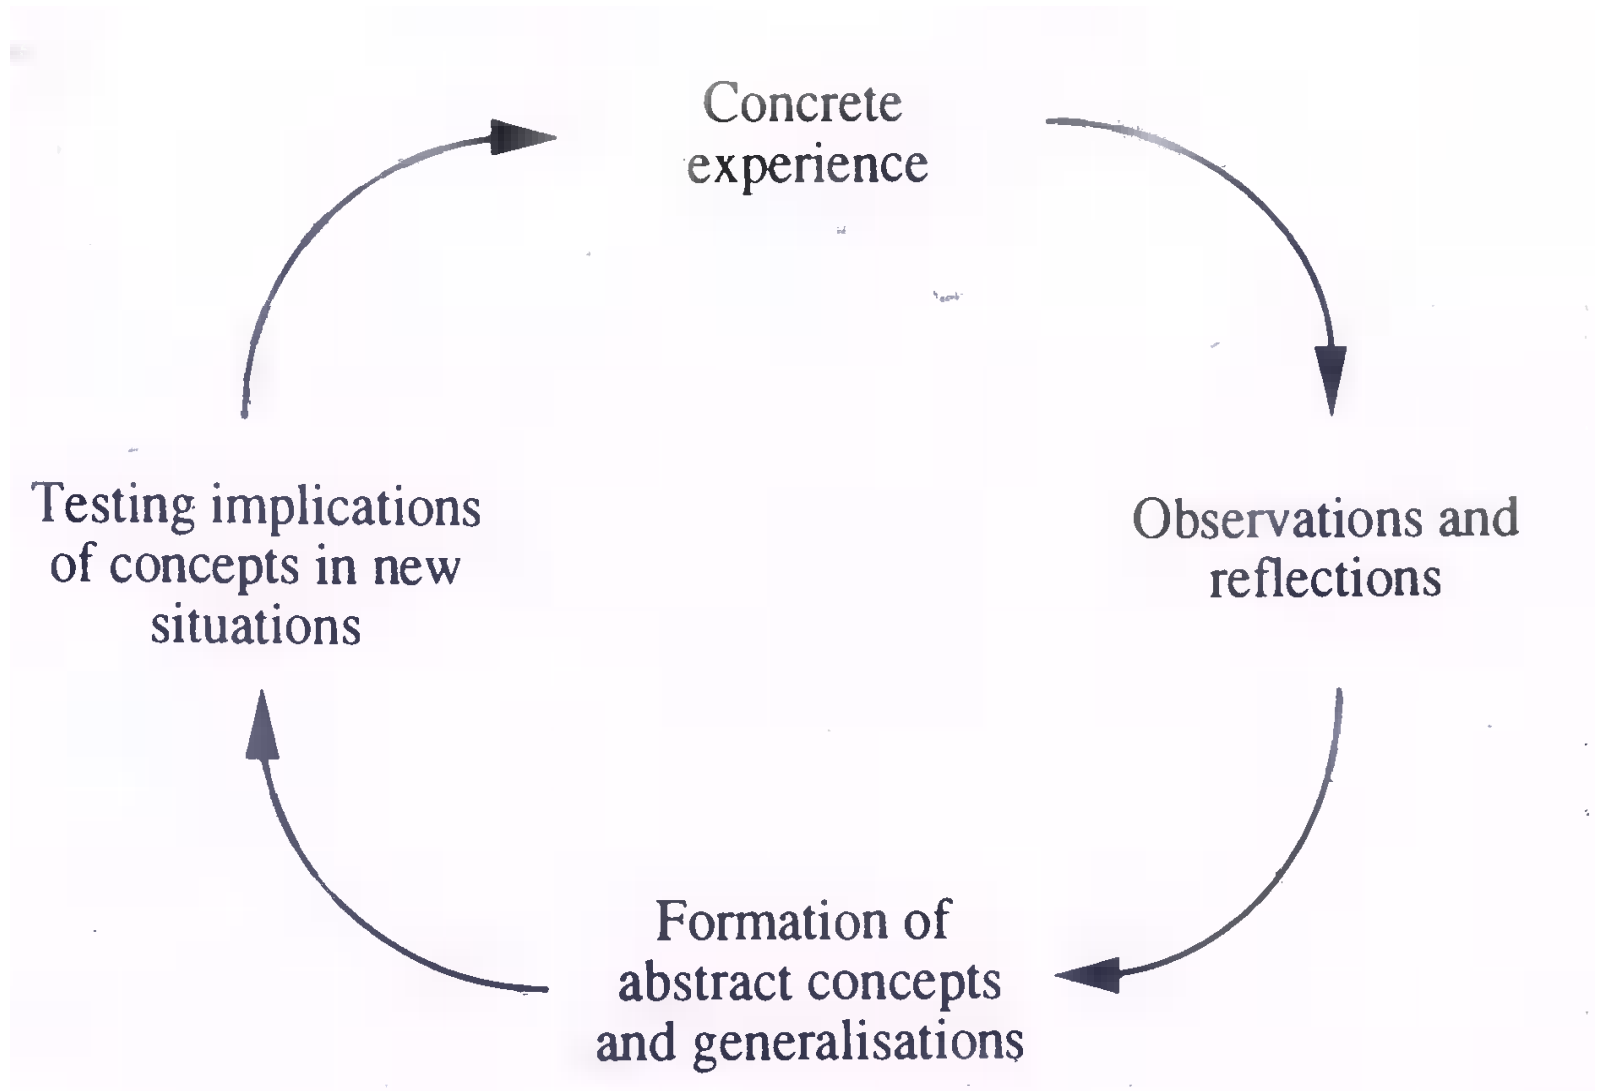 Concrete
experience
Observations and
reflections
Formation of
abstract concepts
and generalisations
Testing implications
of concepts in new
situations